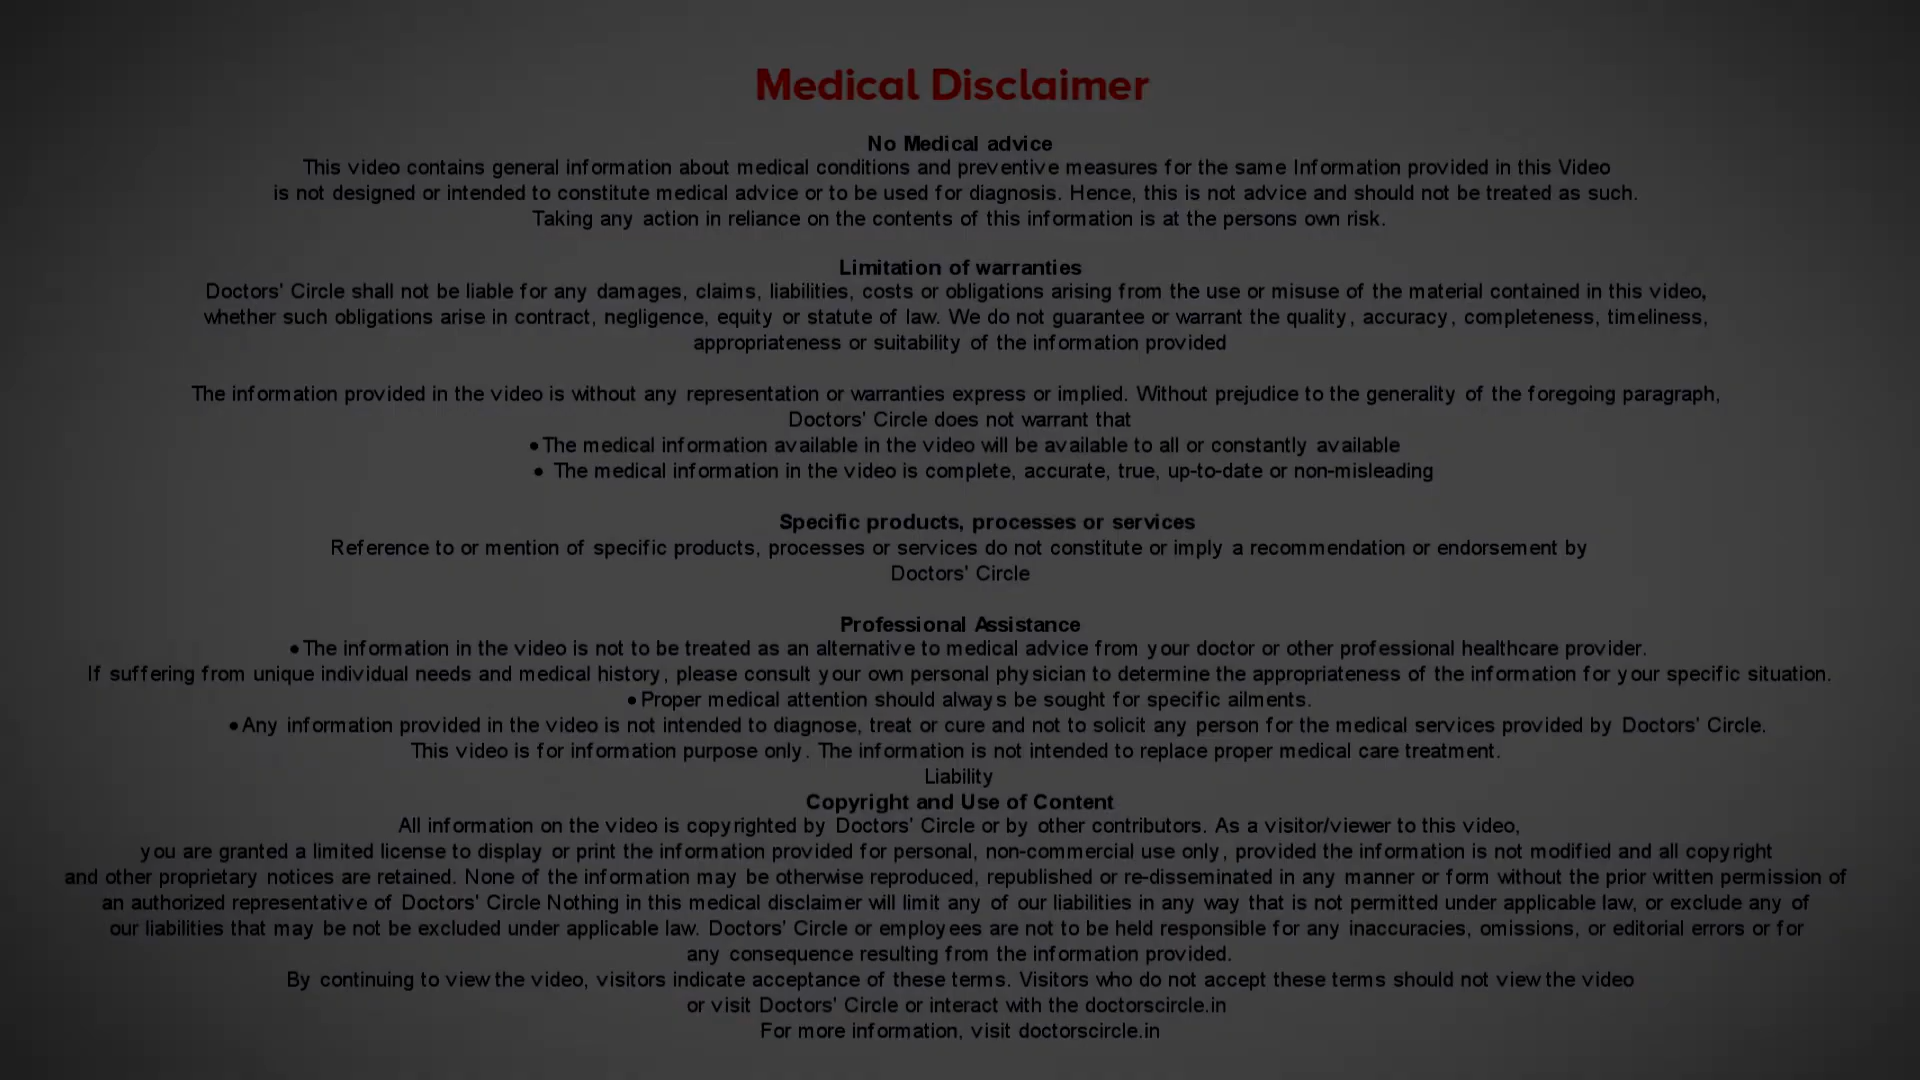 Medical Disclaimer
No Medical advice
This video contains general information about medical conditions and preventive measures for the same Information provided in this Video
is not designed or intended to constitute medical advice or to be used for diagnosis. Hence, this is not advice and should not be treated as such.
Taking any action in reliance on the contents of this information is at the persons own risk.
Limitation of warranties
Doctors' Circle shall not be liable for any damages, claims, liabilities, costs or obligations arising from the use or misuse of the material contained in this video,
whether such obligations arise in contract, negligence, equity or statute of law. We do not guarantee or warrant the quality, accuracy, completeness, timeliness,
appropriateness or suitability of the information provided
The information provided in the video is without any representation or warranties express or implied. Without prejudice to the generality of the foregoing paragraph,
Doctors' Circle does not warrant that
• The medical information available in the video will be available to all or constantly available
• The medical information in the video is complete, accurate, true, up-to-date or non-misleading
Specific products, processes or services
Reference to or mention of specific products, processes or services do not constitute or imply a recommendation or endorsement by
Doctors' Circle
Professional Assistance
• The information in the video is not to be treated as an alternative to medical advice from your doctor or other professional healthcare provider.
If suffering from unique individual needs and medical history, please consult your own personal physician to determine the appropriateness of the information for your specific situation.
• Proper medical attention should always be sought for specific ailments.
• Any information provided in the video is not intended to diagnose, treat or cure and not to solicit any person for the medical services provided by Doctors' Circle.
This video is for information purpose only. The information is not intended to replace proper medical care treatment.
Liability
Copyright and Use of Content
All information on the video is copyrighted by Doctors' Circle or by other contributors. As a visitor/viewer to this video,
you are granted a limited license to display or print the information provided for personal, non-commercial use only, provided the information is not modified and all copyright
and other proprietary notices are retained. None of the information may be otherwise reproduced, republished or re-disseminated in any manner or form without the prior written permission of
an authorized representative of Doctors' Circle Nothing in this medical disclaimer will limit any of our liabilities in any way that is not permitted under applicable law, or exclude any of
our liabilities that may be not be excluded under applicable law. Doctors' Circle or employees are not to be held responsible for any inaccuracies, omissions, or editorial errors or for
any consequence resulting from the information provided.
By continuing to view the video, visitors indicate acceptance of these terms. Visitors who do not accept these terms should not view the video
or visit Doctors' Circle or interact with the doctorscircle.in
For more information, visit doctorscircle.in